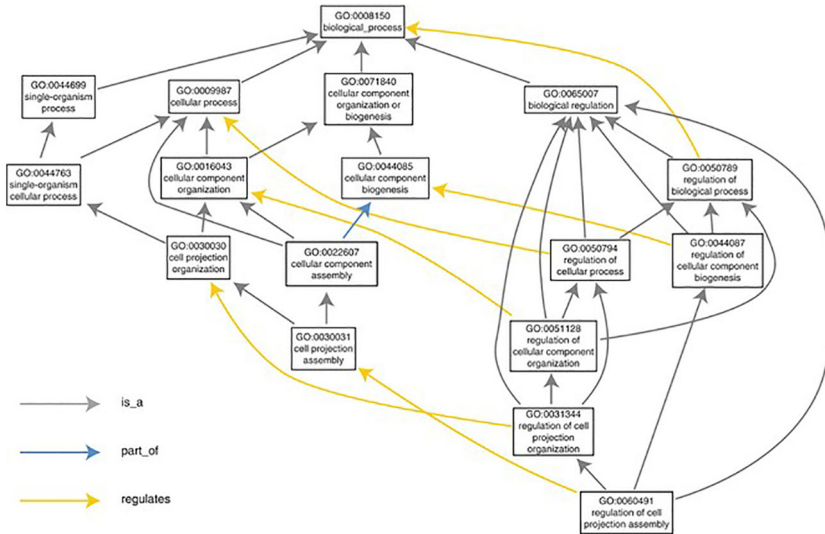 GO:0008150
biological_process
GO:0044699
single-organism
process
GO:0009987
cellular process
GO:0071840
cellular component
organization or
biogenesis
GO:0065007
biological regulation
GO:0044763
single-organism
cellular process
GO:0016043
cellular component
organization
GO:0044085
cellular component
biogenesis
GO:0050789
regulation of
biological process
GO:0030030
cell projection
organization
GO:0022607
cellular component
assembly
GO:0050794
regulation of
cellular process
GO:0044087
regulation of
cellular component
biogenesis
GO:0030031
cell projection
assembly
GO:0051128
regulation of
cellular component
organization
is_a
GO:0031344
regulation of cell
projection
organization
part_of
regulates
GO:0060491
regulation of cell
projection assembly